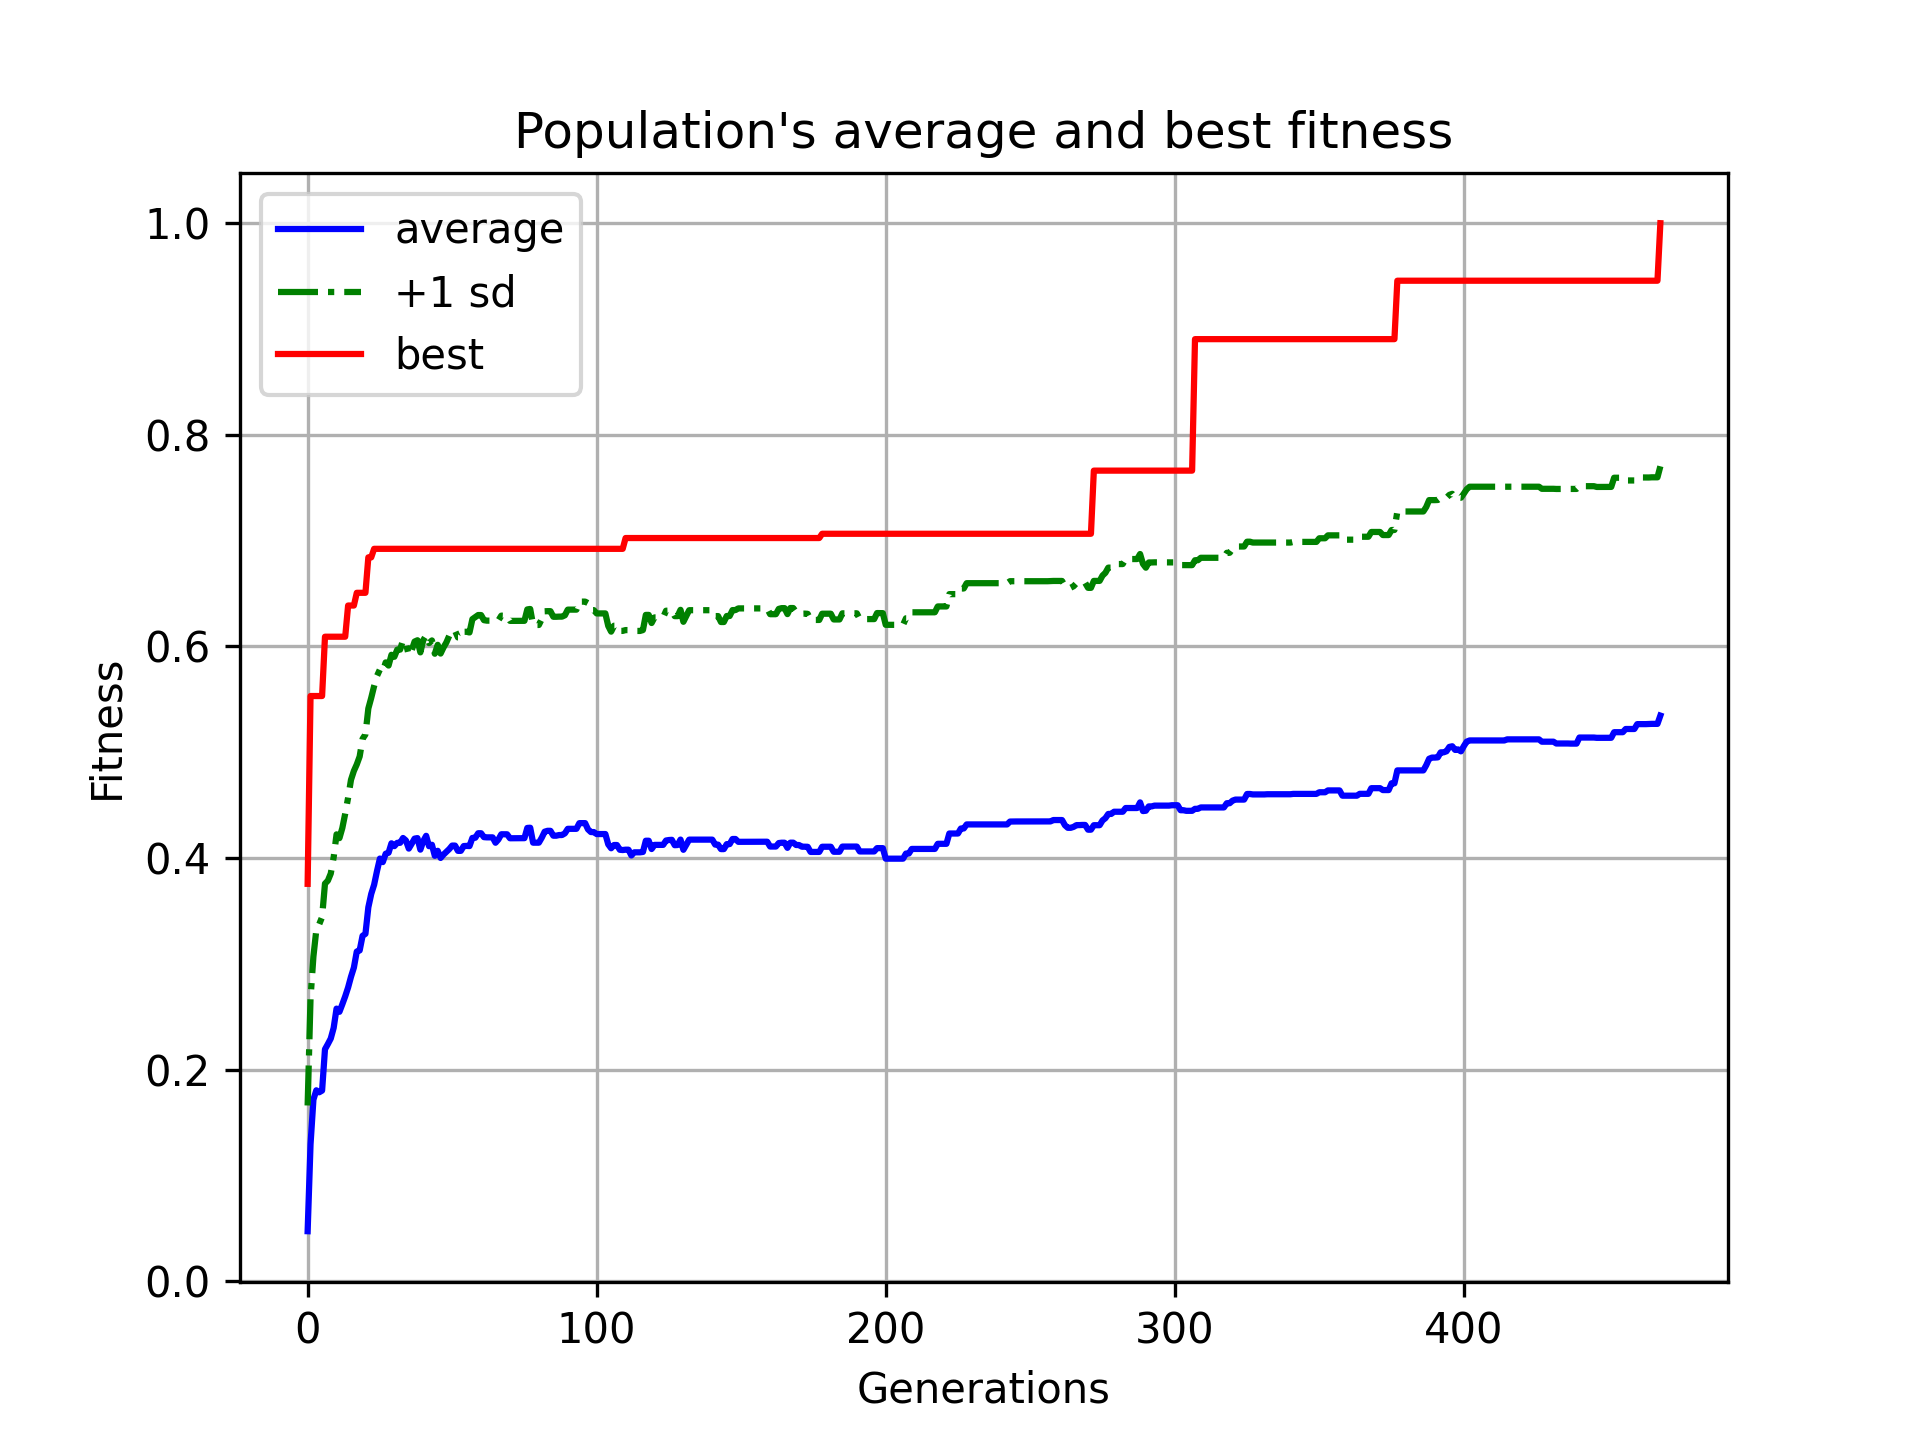 Population's average and best fitness
average
+1 sd
best
1.0
0.8
0.6
0.4
0.2
0.0
Fitness
0 100 200 300 400
Generations